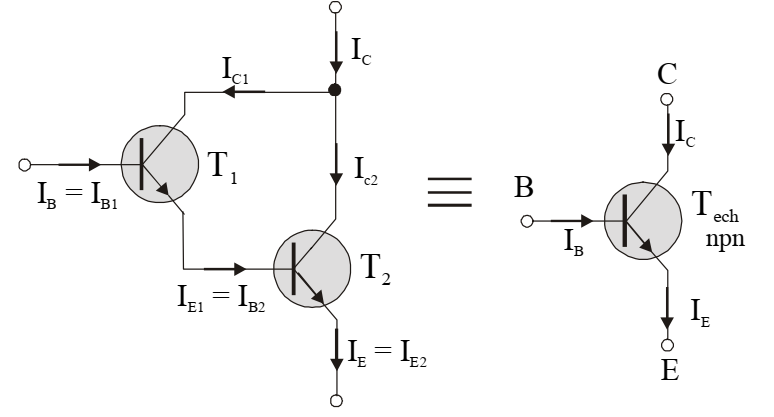 I_C
I_C1
T_1
I_B = I_B1
I_c2
I_E1 = I_B2
T_2
I_E = I_E2
C
I_C
B
I_B
T_ech
npn
I_E
E